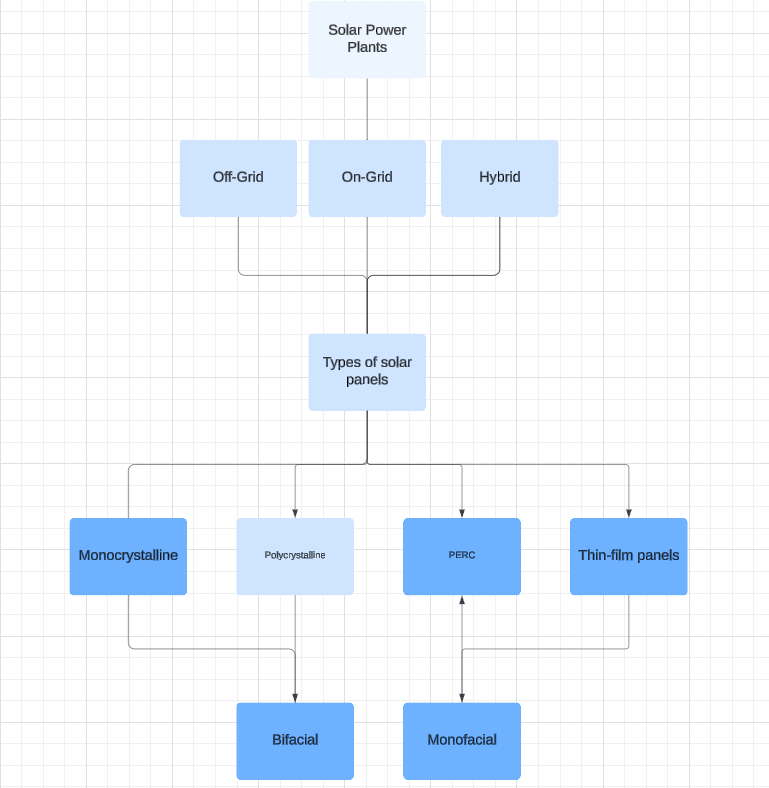 Solar Power
Plants
Off-Grid
On-Grid
Hybrid
Types of solar
panels
Monocrystalline
Polycrystalline
PERC
Thin-film panels
Bifacial
Monofacial